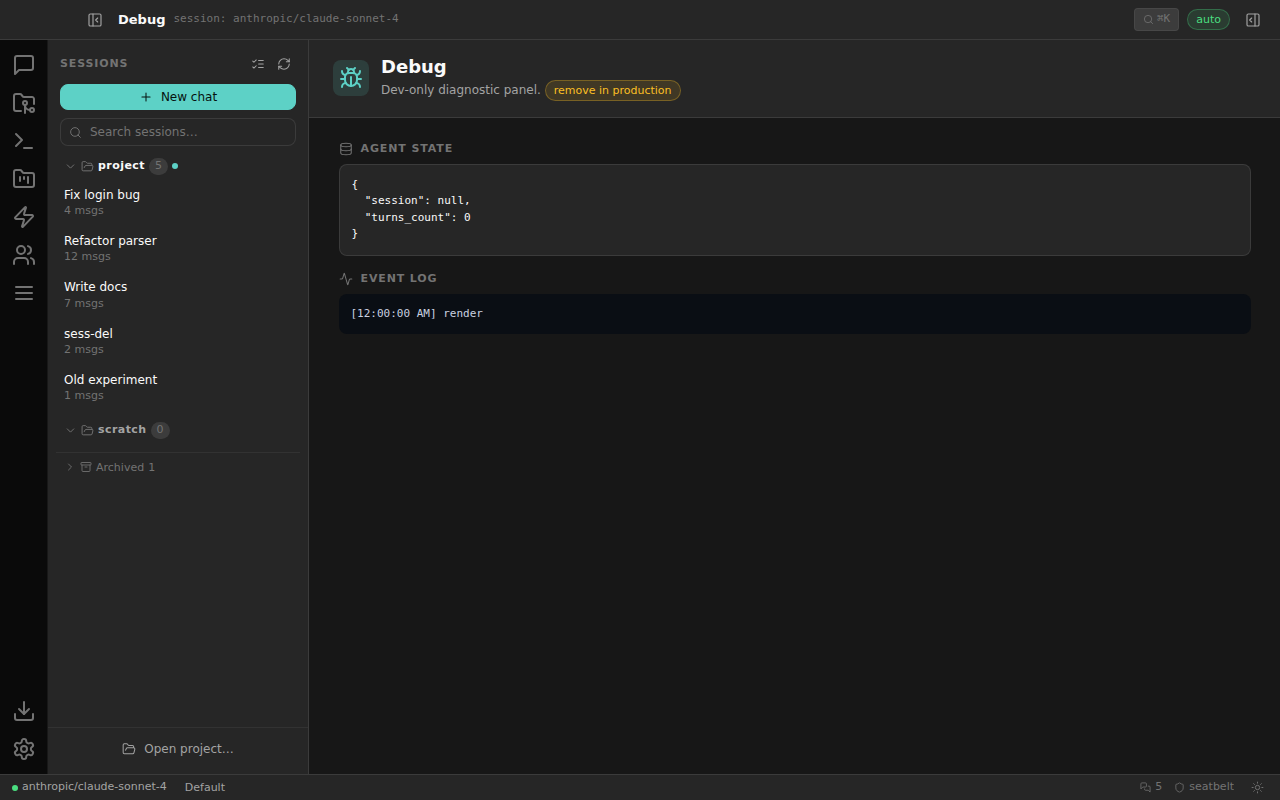 Debug session: anthropic/claude-sonnet-4
⌘K
auto
SESSIONS
New chat
Search sessions…
project 5
Fix login bug
4 msgs
Refactor parser
12 msgs
Write docs
7 msgs
sess-del
2 msgs
Old experiment
1 msgs
scratch 0
Archived 1
Open project…
Debug
Dev-only diagnostic panel. remove in production
AGENT STATE
{
  "session": null,
  "turns_count": 0
}
EVENT LOG
[12:00:00 AM] render
anthropic/claude-sonnet-4 Default
5 seatbelt